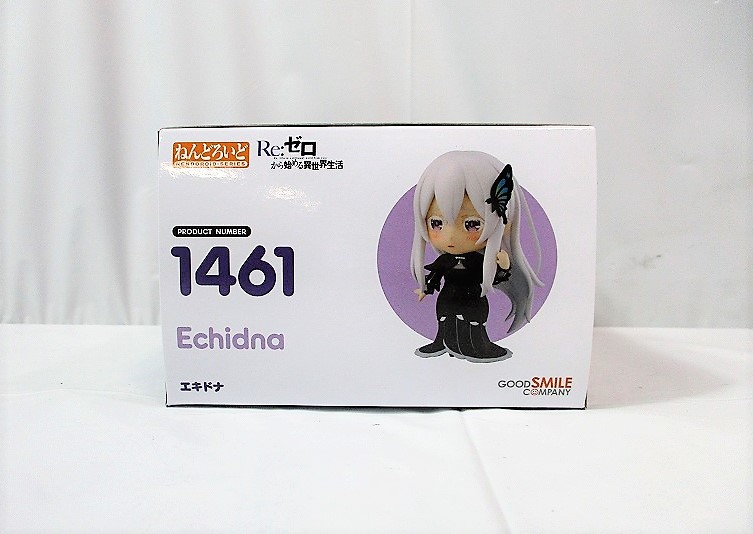 ねんどろいど
NENDOROID SERIES
Re:ゼロ
から始める異世界生活
PRODUCT NUMBER
1461
Echidna
エキドナ
GOOD SMILE
COMPANY